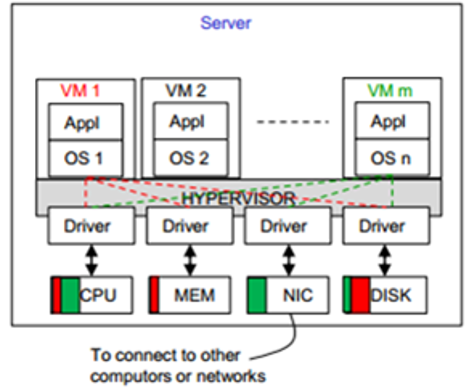 Server
VM 1 VM 2 VM m
Appl Appl Appl
OS 1 OS 2 OS n
HYPERVISOR
Driver Driver Driver Driver
CPU MEM NIC DISK
To connect to other
computors or networks